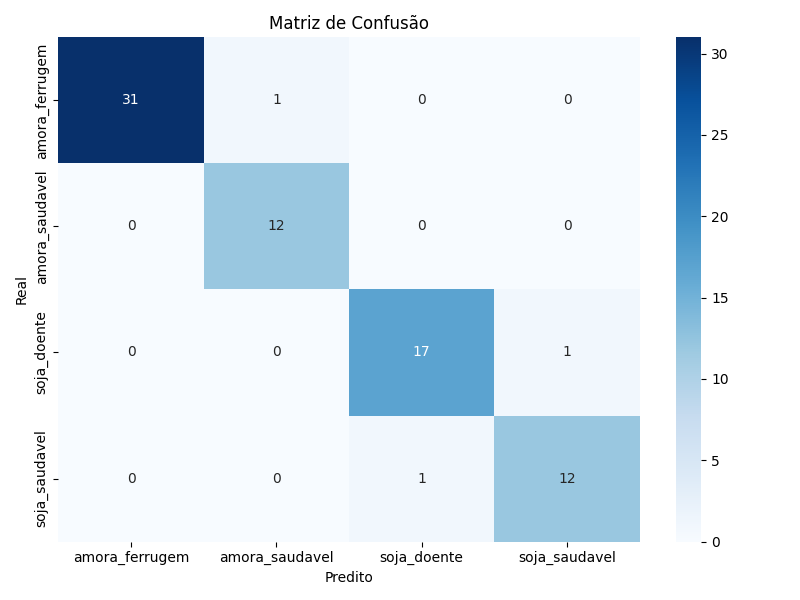 Matriz de Confusão
amora_ferrugem
31
1
0
0
amora_saudavel
0
12
0
0
soja_doente
0
0
17
1
soja_saudavel
0
0
1
12
Real
amora_ferrugem
amora_saudavel
soja_doente
soja_saudavel
Predito
30
25
20
15
10
5
0